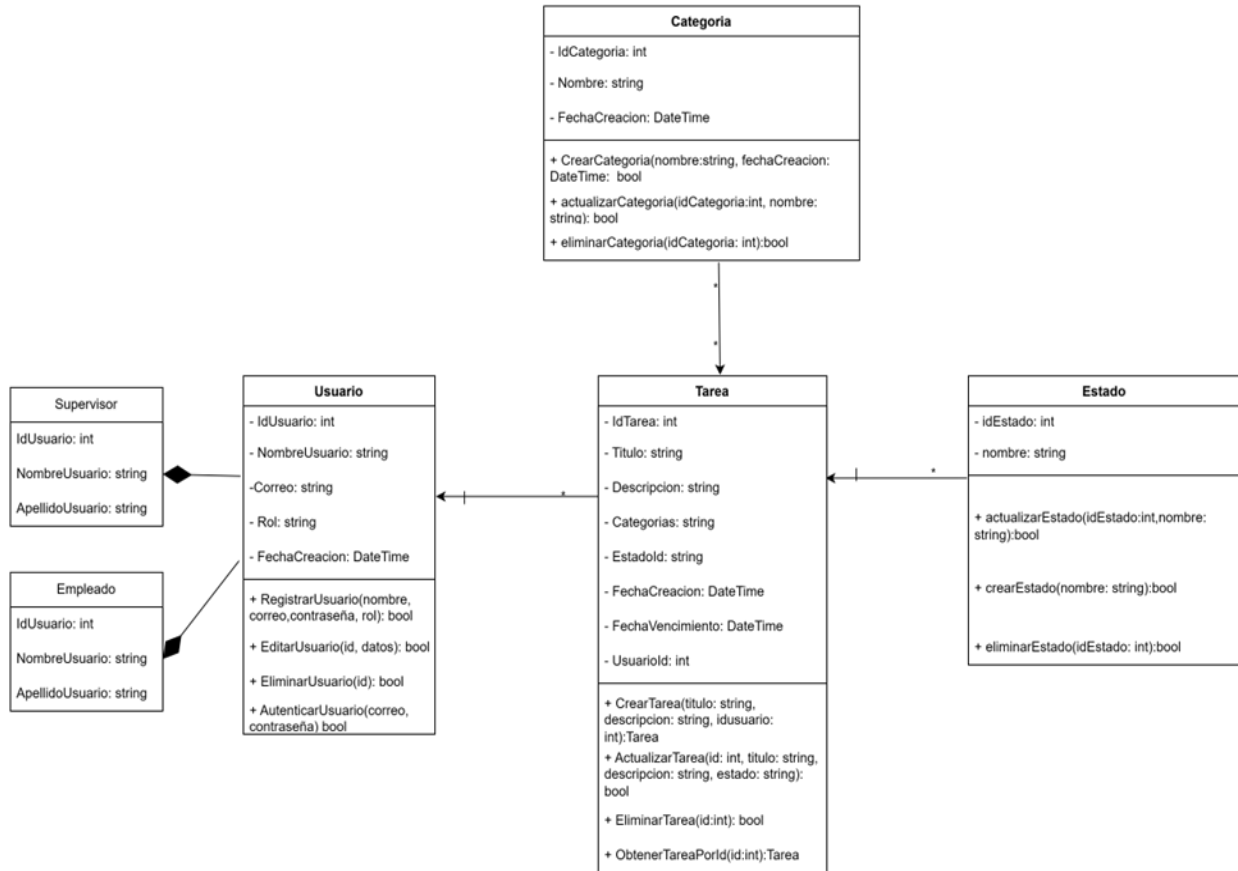 Categoria
- IdCategoria: int
- Nombre: string
- FechaCreacion: DateTime
+ CrearCategoria(nombre:string, fechaCreacion:
DateTime: bool
+ actualizarCategoria(idCategoria:int, nombre:
string): bool
+ eliminarCategoria(idCategoria: int):bool
*
*
Supervisor
IdUsuario: int
NombreUsuario: string
ApellidoUsuario: string
Empleado
IdUsuario: int
NombreUsuario: string
ApellidoUsuario: string
Usuario
- IdUsuario: int
- NombreUsuario: string
-Correo: string
- Rol: string
- FechaCreacion: DateTime
+ RegistrarUsuario(nombre,
correo,contraseña, rol): bool
+ EditarUsuario(id, datos): bool
+ EliminarUsuario(id): bool
+ AutenticarUsuario(correo,
contraseña) bool
|
*
Tarea
- IdTarea: int
- Titulo: string
- Descripcion: string
- Categorias: string
- EstadoId: string
- FechaCreacion: DateTime
- FechaVencimiento: DateTime
- UsuarioId: int
+ CrearTarea(titulo: string,
descripcion: string, idusuario:
int):Tarea
+ ActualizarTarea(id: int, titulo: string,
descripcion: string, estado: string):
bool
+ EliminarTarea(id:int): bool
+ ObtenerTareaPorId(id:int):Tarea
|
*
Estado
- idEstado: int
- nombre: string
+ actualizarEstado(idEstado:int,nombre:
string):bool
+ crearEstado(nombre: string):bool
+ eliminarEstado(idEstado: int):bool